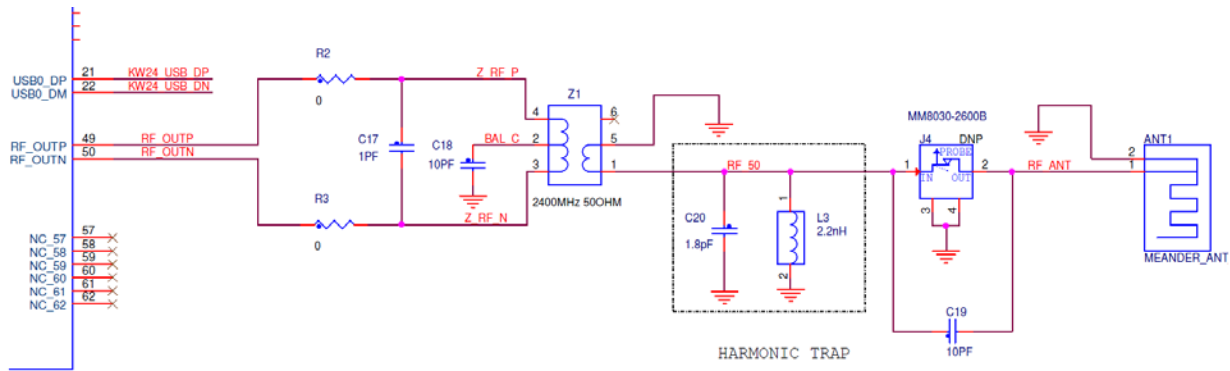 USB0_DP 21 KW24_USB_DP
USB0_DM 22 KW24_USB_DN
RF_OUTP 49 RF_OUTP
RF_OUTN 50 RF_OUTN
NC_57 57
NC_58 58
NC_59 59
NC_60 60
NC_61 61
NC_62 62
R2
0
R3
0
C17
1PF
C18
10PF
BAL_C
Z_RF_P
Z_RF_N
Z1
4
2
3
6
5
1
2400MHz 50OHM
RF_50
C20
1.8pF
1
L3
2.2nH
2
HARMONIC TRAP
MM8030-2600B
J4 DNP
PROBE
1 2
IN OUT
3 4
C19
10PF
RF_ANT
ANT1
2
1
MEANDER_ANT